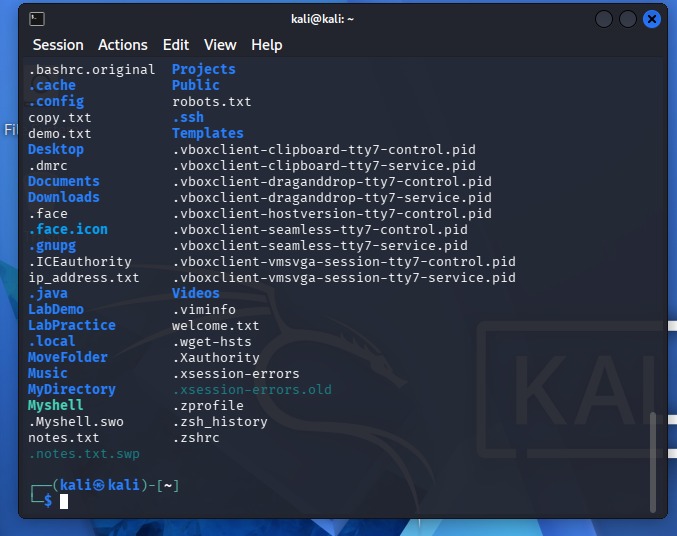 kali@kali: ~
Session Actions Edit View Help
.bashrc.original Projects
.cache Public
.config robots.txt
copy.txt .ssh
demo.txt Templates
Desktop .vboxclient-clipboard-tty7-control.pid
.dmrc .vboxclient-clipboard-tty7-service.pid
Documents .vboxclient-draganddrop-tty7-control.pid
Downloads .vboxclient-draganddrop-tty7-service.pid
.face .vboxclient-hostversion-tty7-control.pid
.face.icon .vboxclient-seamless-tty7-control.pid
.gnupg .vboxclient-seamless-tty7-service.pid
.ICEauthority .vboxclient-vmsvga-session-tty7-control.pid
ip_address.txt .vboxclient-vmsvga-session-tty7-service.pid
.java Videos
LabDemo .viminfo
LabPractice welcome.txt
.local .wget-hsts
MoveFolder .Xauthority
Music .xsession-errors
MyDirectory .xsession-errors.old
Myshell .zprofile
.Myshell.swo .zsh_history
notes.txt .zshrc
.notes.txt.swp
┌──(kali㉿kali)-[~]
└─$
KAL